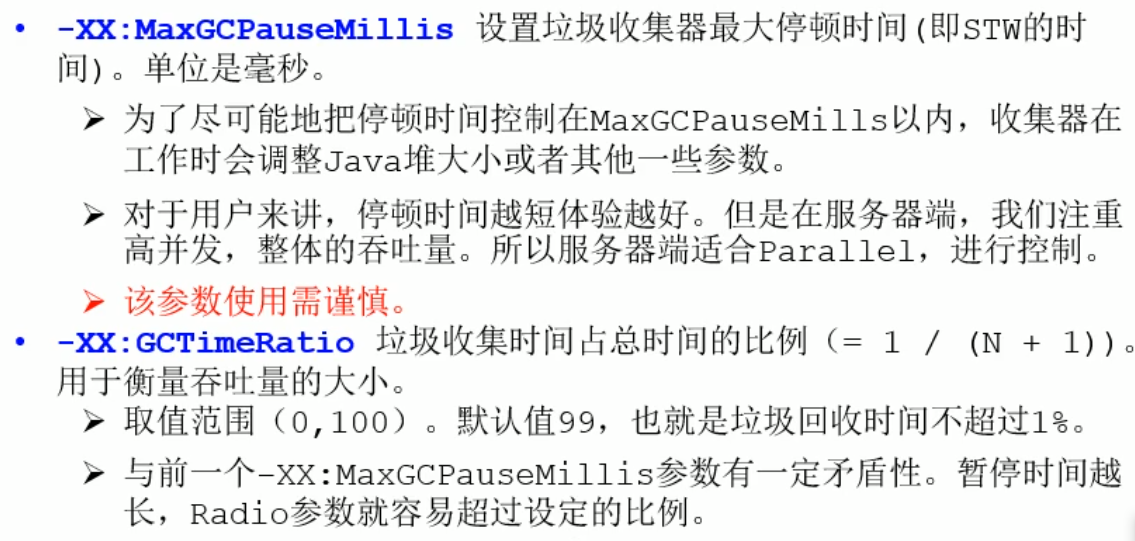 • -XX:MaxGCPauseMillis 设置垃圾收集器最大停顿时间(即STW的时
间)。单位是毫秒。
➢ 为了尽可能地把停顿时间控制在MaxGCPauseMills以内，收集器在
工作时会调整Java堆大小或者其他一些参数。
➢ 对于用户来讲，停顿时间越短体验越好。但是在服务器端，我们注重
高并发，整体的吞吐量。所以服务器端适合Parallel，进行控制。
➢ 该参数使用需谨慎。
• -XX:GCTimeRatio 垃圾收集时间占总时间的比例（= 1 / (N + 1)）。
用于衡量吞吐量的大小。
➢ 取值范围（0,100）。默认值99，也就是垃圾回收时间不超过1%。
➢ 与前一个-XX:MaxGCPauseMillis参数有一定矛盾性。暂停时间越
长，Radio参数就容易超过设定的比例。